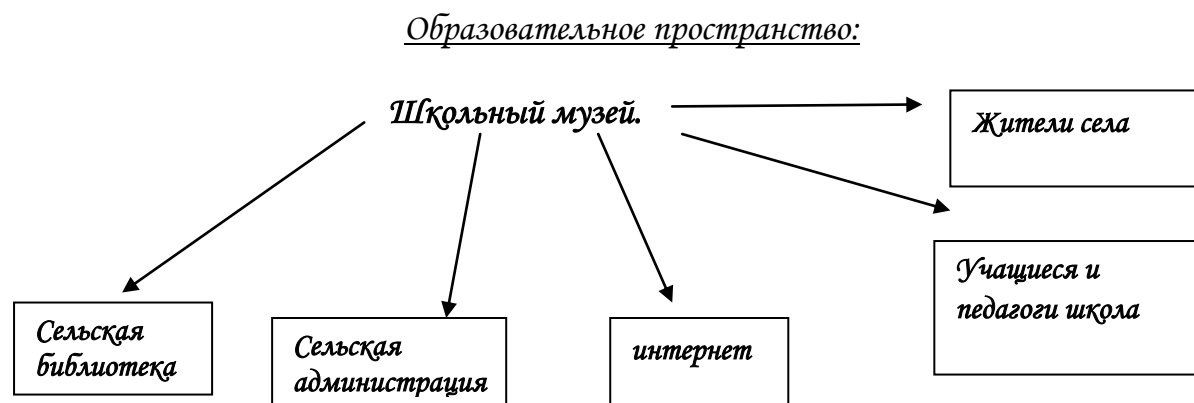 Образовательное пространство:
Школьный музей.
Жители села
Учащиеся и
педагоги школа
Сельская
библиотека
Сельская
администрация
интернет